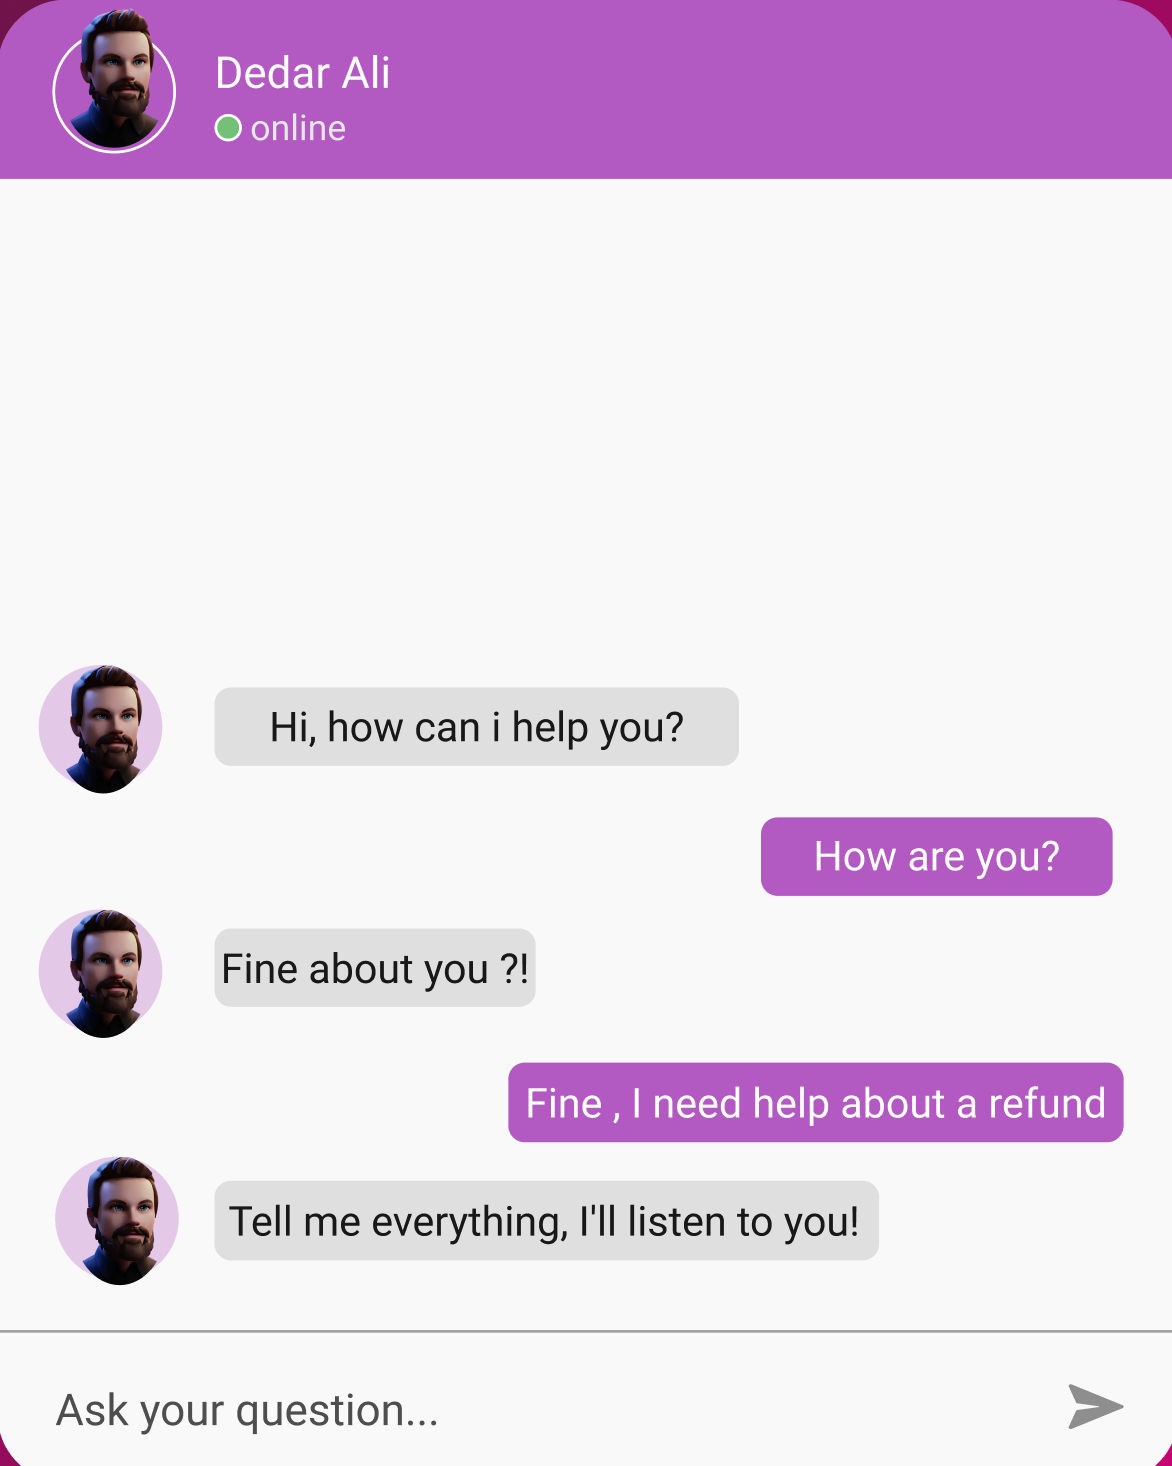 Dedar Ali
online
Hi, how can i help you?
How are you?
Fine about you ?!
Fine , I need help about a refund
Tell me everything, I'll listen to you!
Ask your question...